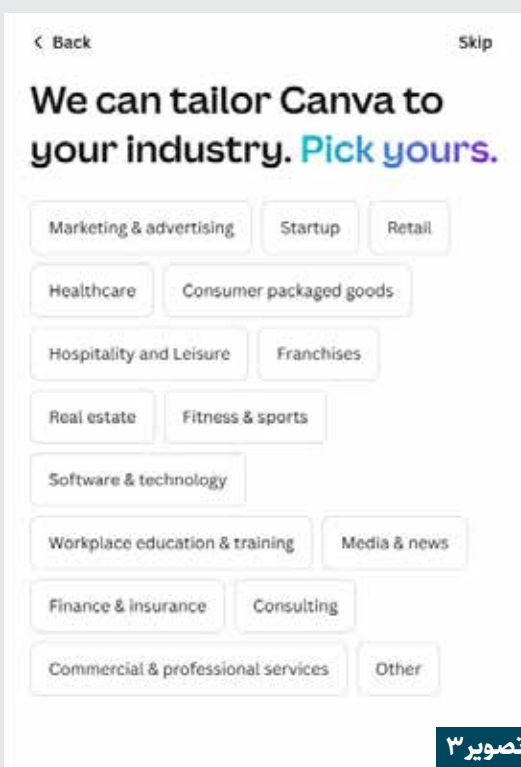 Back Skip
We can tailor Canva to
your industry. Pick yours.
Marketing & advertising Startup Retail
Healthcare Consumer packaged goods
Hospitality and Leisure Franchises
Real estate Fitness & sports
Software & technology
Workplace education & training Media & news
Finance & insurance Consulting
Commercial & professional services Other
تصویر۳